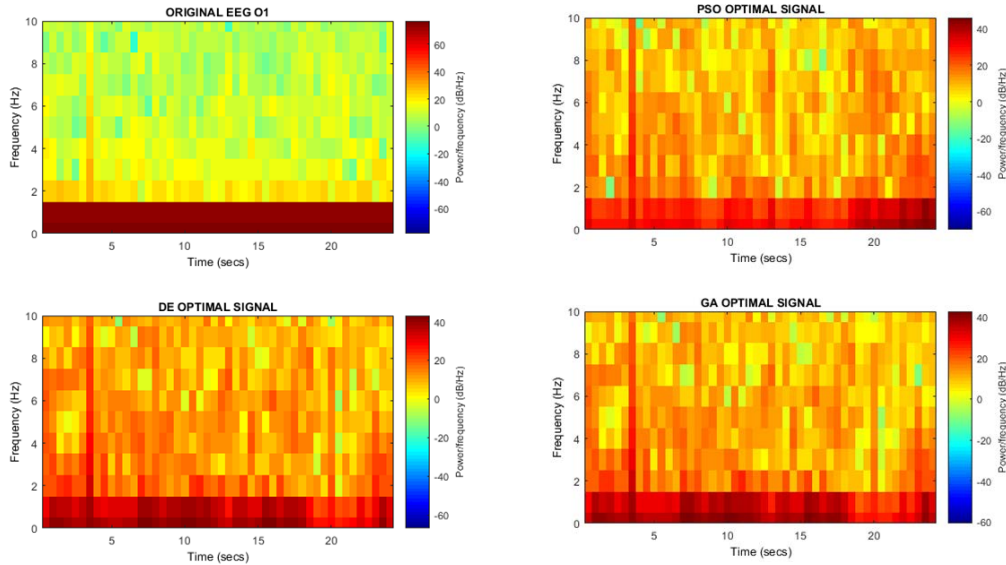 ORIGINAL EEG O1
10
8
6
4
2
0
Frequency (Hz)
5 10 15 20
Time (secs)
60
40
20
0
-20
-40
-60
Power/frequency (dB/Hz)
PSO OPTIMAL SIGNAL
10
8
6
4
2
0
Frequency (Hz)
5 10 15 20
Time (secs)
40
20
0
-20
-40
-60
Power/frequency (dB/Hz)
DE OPTIMAL SIGNAL
10
8
6
4
2
0
Frequency (Hz)
5 10 15 20
Time (secs)
40
20
0
-20
-40
-60
Power/frequency (dB/Hz)
GA OPTIMAL SIGNAL
10
8
6
4
2
0
Frequency (Hz)
5 10 15 20
Time (secs)
40
20
0
-20
-40
-60
Power/frequency (dB/Hz)